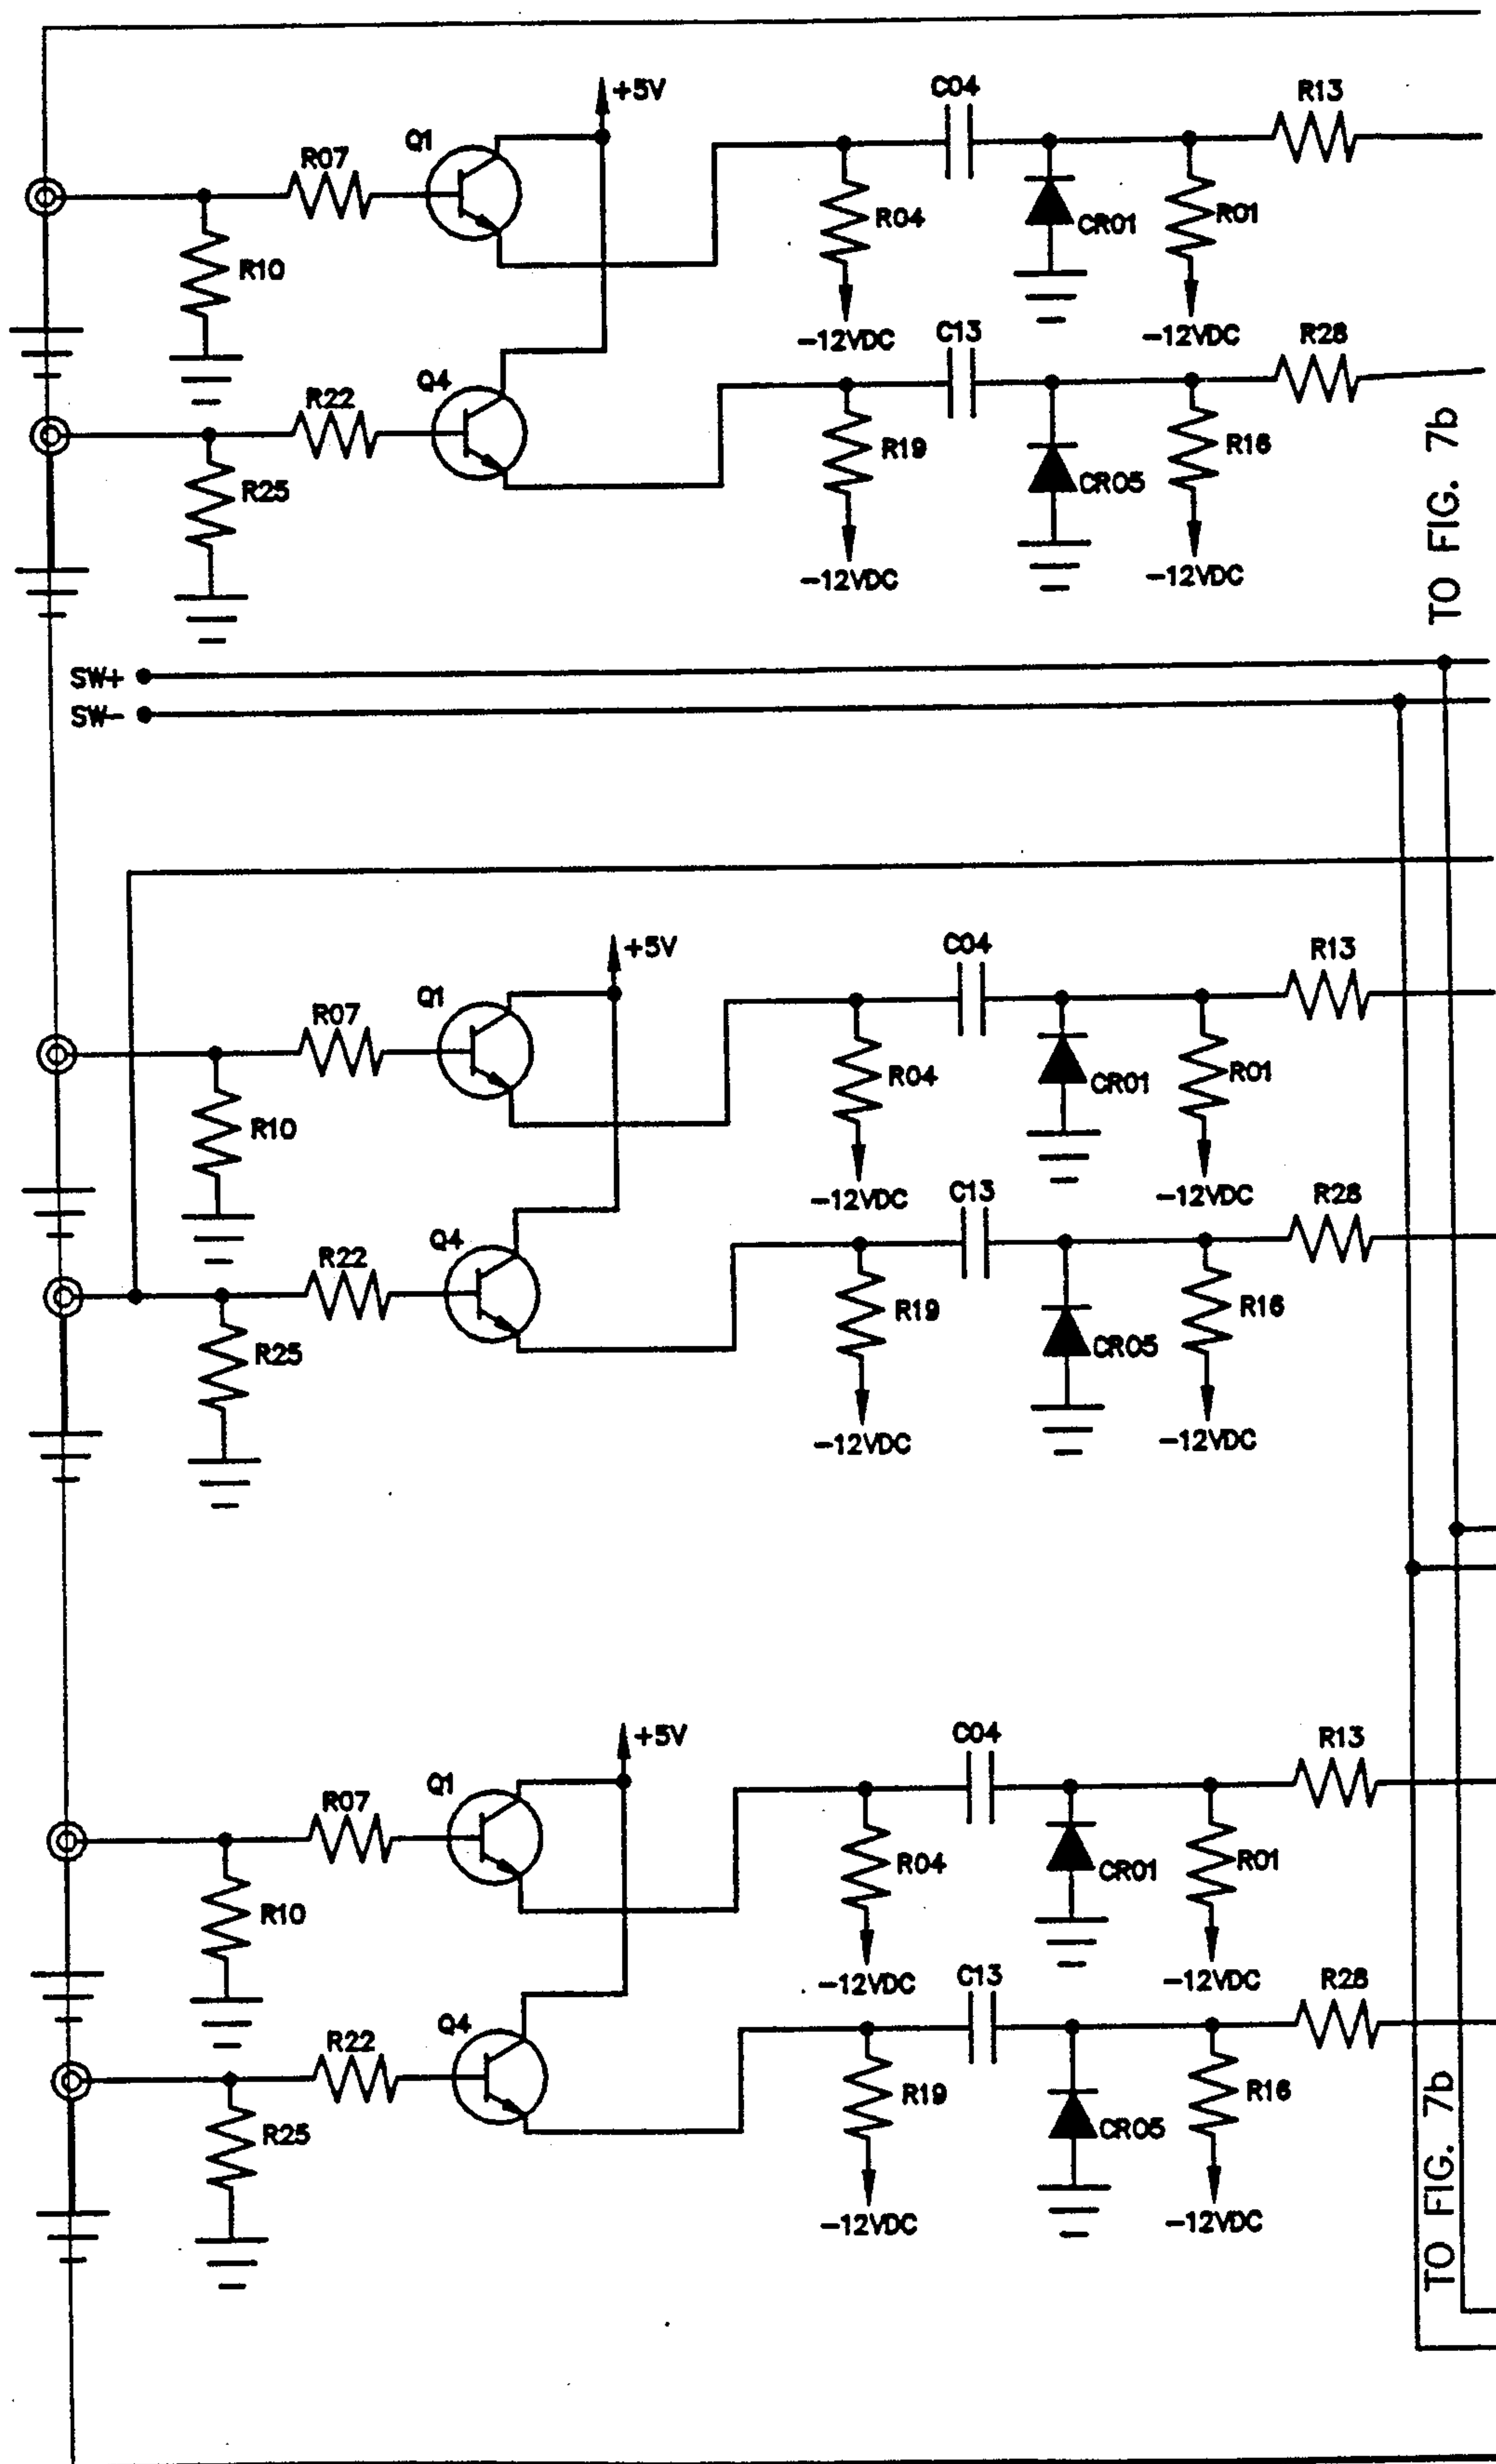 +5V
C04
R13
Q1
R07
R04
CR01
R01
R10
-12VDC
C13
-12VDC
R28
Q4
R22
R19
R16
CR05
R25
-12VDC
-12VDC
TO FIG. 7b
SW+
SW-
+5V
C04
R13
Q1
R07
R04
CR01
R01
R10
-12VDC
C13
-12VDC
R28
Q4
R22
R19
R16
CR05
R25
-12VDC
-12VDC
+5V
C04
R13
Q1
R07
R04
CR01
R01
R10
-12VDC
C13
-12VDC
R28
Q4
R22
R19
R16
CR05
R25
-12VDC
-12VDC
TO FIG. 7b